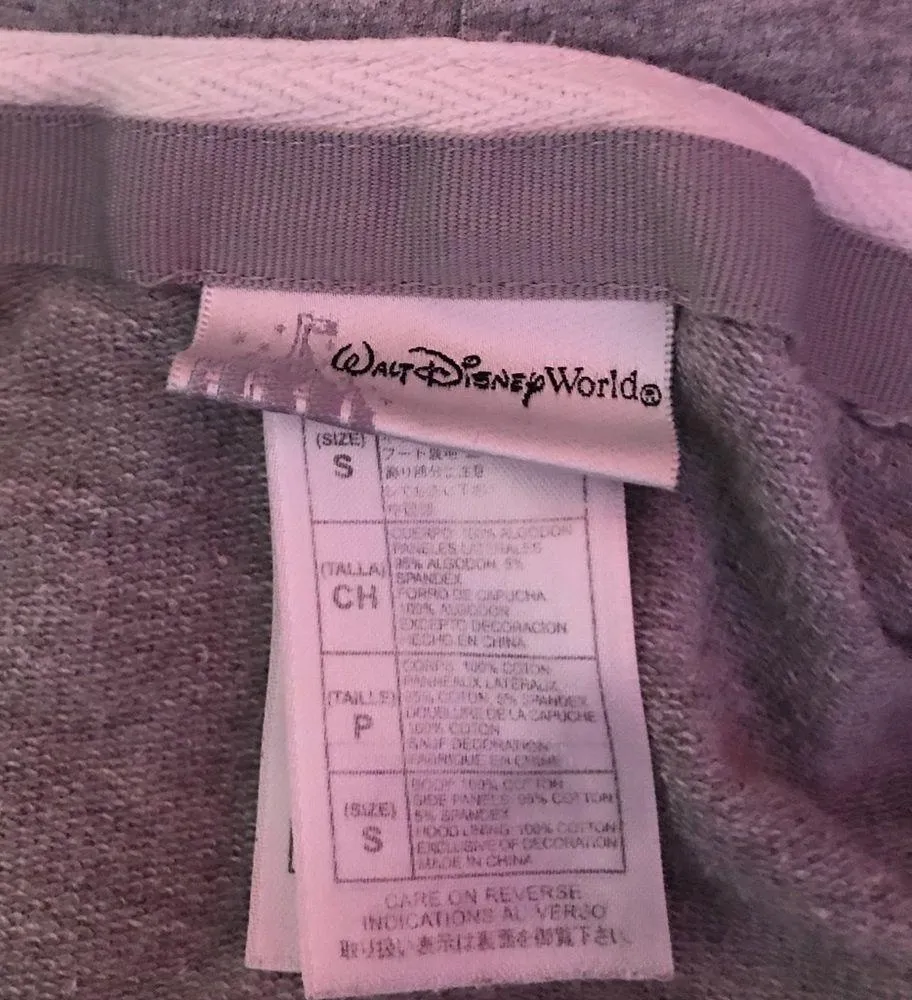 WALT DISNEY World®
(SIZE)
S
(TALLA)
CH
CUERPO: 100% ALGODON
PANELES LATERALES
95% ALGODON, 5%
SPANDEX
FORRO DE CAPUCHA
100% ALGODON
EXCEPTO DECORACION
HECHO EN CHINA
(TAILLE)
P
CORPS: 100% COTON
PANNEAUX LATERAUX
95% COTON, 5% SPANDEX
DOUBLURE DE LA CAPUCHE
100% COTON
SAUF DECORATION
FABRIQUE EN CHINE
(SIZE)
S
BODY 100% COTTON
SIDE PANELS: 95% COTTON
5% SPANDEX
HOOD LINING: 100% COTTON
EXCLUSIVE OF DECORATION
MADE IN CHINA
CARE ON REVERSE
INDICATIONS AU VERSO
取り扱い表示は裏面を御覧下さい。